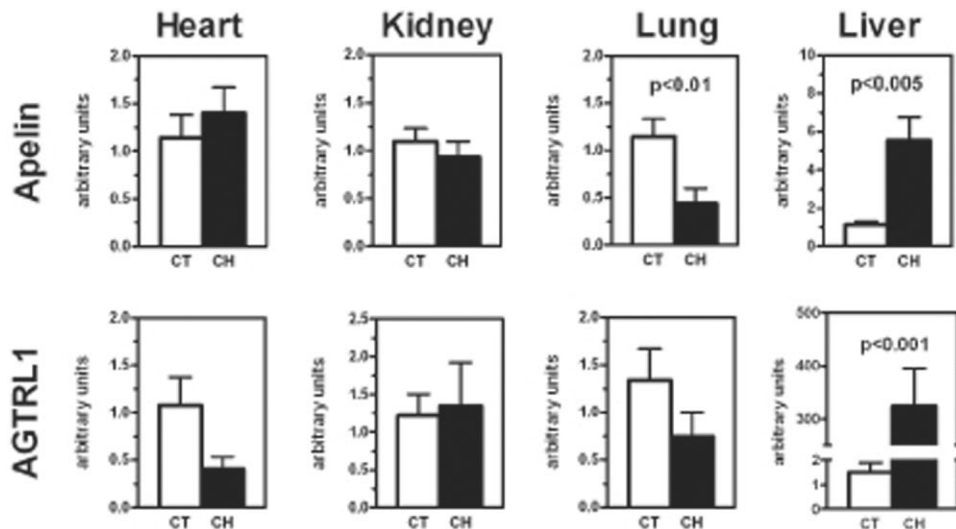 Heart Kidney Lung Liver
Apelin
arbitrary units
2.0
1.5
1.0
0.5
0.0
CT CH
arbitrary units
2.0
1.5
1.0
0.5
0.0
CT CH
arbitrary units
2.0
1.5
1.0
0.5
0.0
p<0.01
CT CH
arbitrary units
10
8
6
4
2
0
p<0.005
CT CH
AGTRL1
arbitrary units
2.0
1.5
1.0
0.5
0.0
CT CH
arbitrary units
2.5
2.0
1.5
1.0
0.5
0.0
CT CH
arbitrary units
2.0
1.5
1.0
0.5
0.0
CT CH
arbitrary units
500
400
300
2
1
0
p<0.001
CT CH